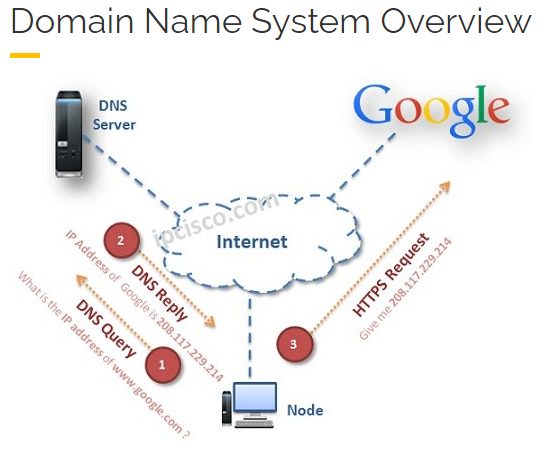 Domain Name System Overview
DNS
Server
Google
ipcisco.com
Internet
2
IP Address of Google is 208.117.229.214
DNS Reply
HTTPS Request
Give me 208.117.229.214
DNS Query
What is the IP address of www.google.com ?
1
3
Node